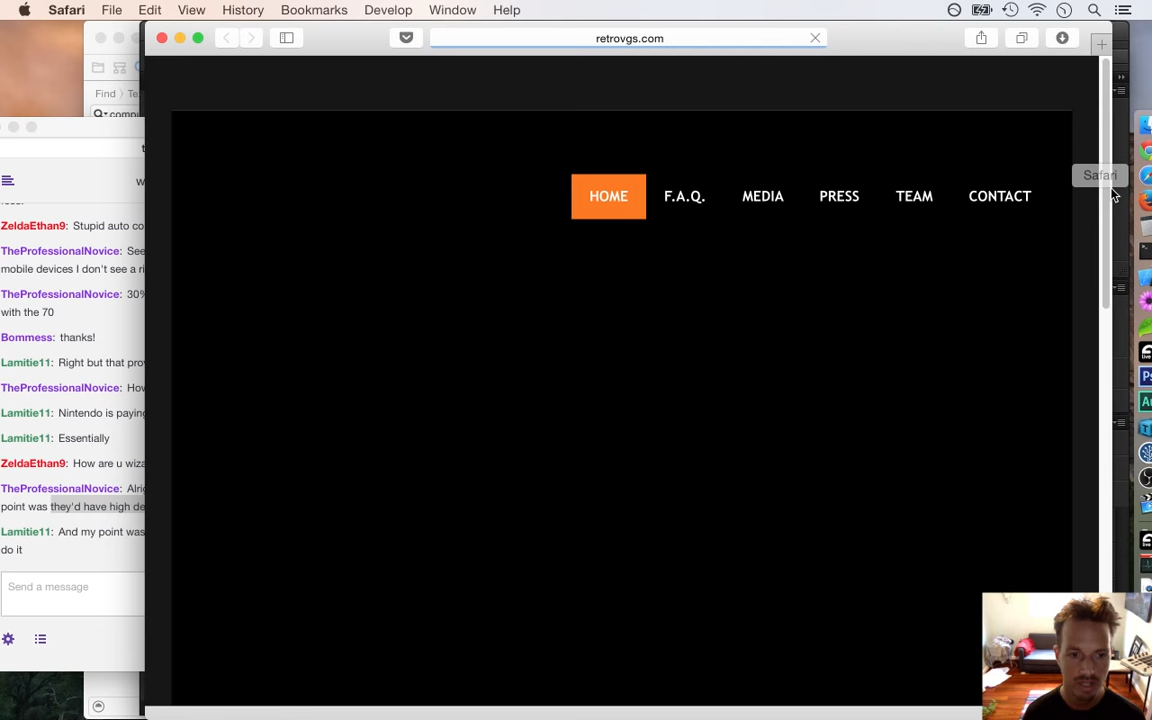 Safari File Edit View History Bookmarks Develop Window Help
retrovgs.com
Find
HOME F.A.Q. MEDIA PRESS TEAM CONTACT
Safari
ZeldaEthan9: Stupid auto co
TheProfessionalNovice: See
mobile devices I don't see a ri
TheProfessionalNovice: 30%
with the 70
Bommess: thanks!
Lamitie11: Right but that pro
TheProfessionalNovice: How
Lamitie11: Nintendo is paying
Lamitie11: Essentially
ZeldaEthan9: How are u wiza
TheProfessionalNovice: Alri
point was they'd have high de
Lamitie11: And my point was
do it
Send a message